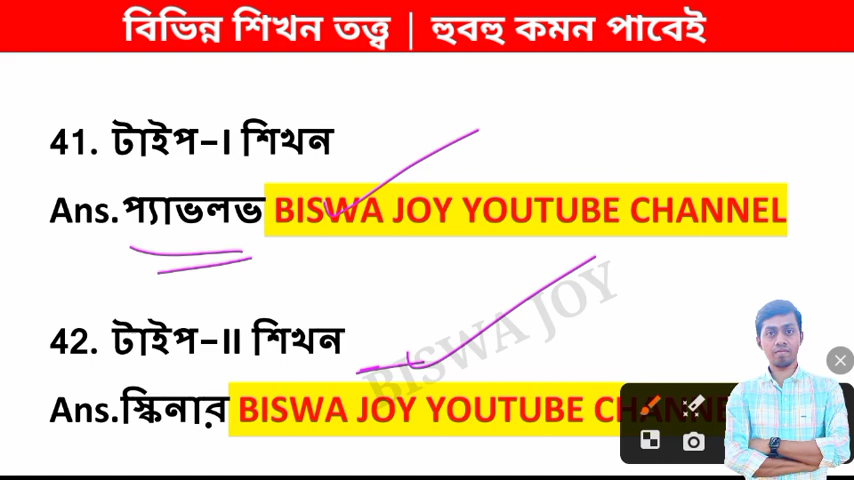 বিভিন্ন শিখন তত্ত্ব | হুবহু কমন পাবেই
41. টাইপ-I শিখন
Ans.প্যাভলভ BISWA JOY YOUTUBE CHANNEL
42. টাইপ-II শিখন
BISWA JOY
Ans.স্কিনার BISWA JOY YOUTUBE CHANNE